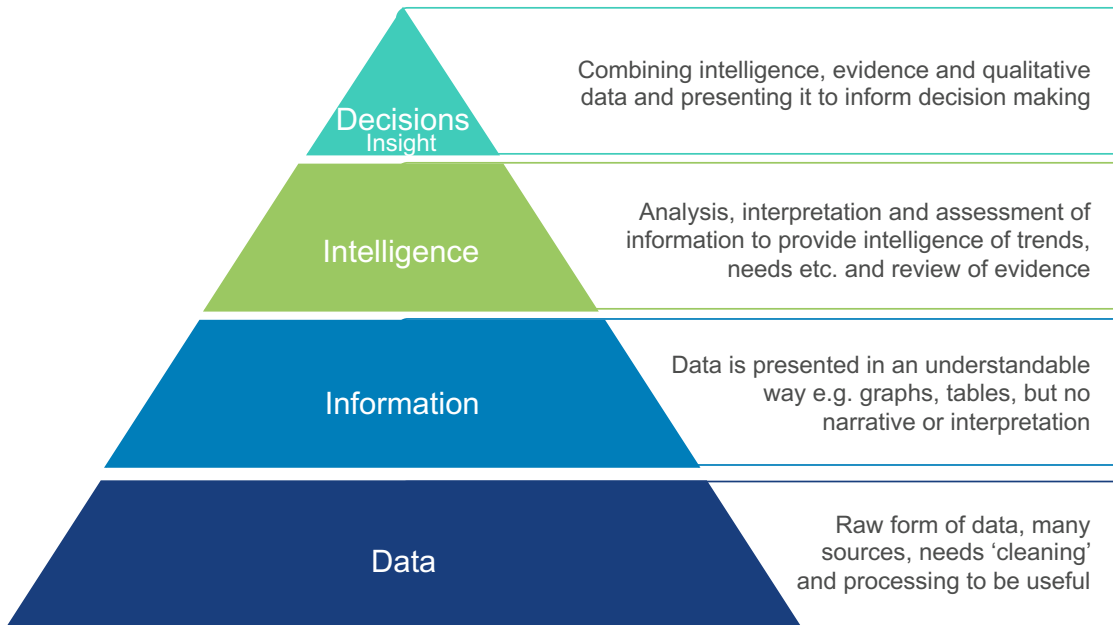 Decisions
Insight
Combining intelligence, evidence and qualitative
data and presenting it to inform decision making
Intelligence
Analysis, interpretation and assessment of
information to provide intelligence of trends,
needs etc. and review of evidence
Information
Data is presented in an understandable
way e.g. graphs, tables, but no
narrative or interpretation
Data
Raw form of data, many
sources, needs ‘cleaning’
and processing to be useful